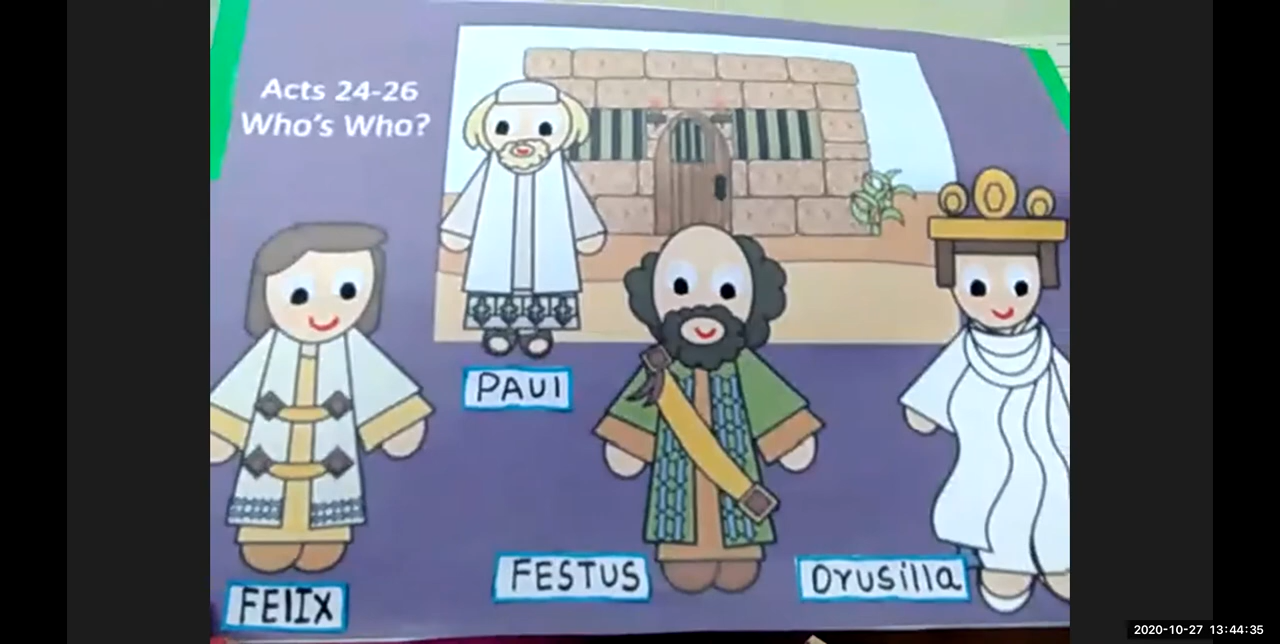 Acts 24-26
Who's Who?
PAUl
FElIX
FESTUS
Drusilla
2020-10-27 13:44:35